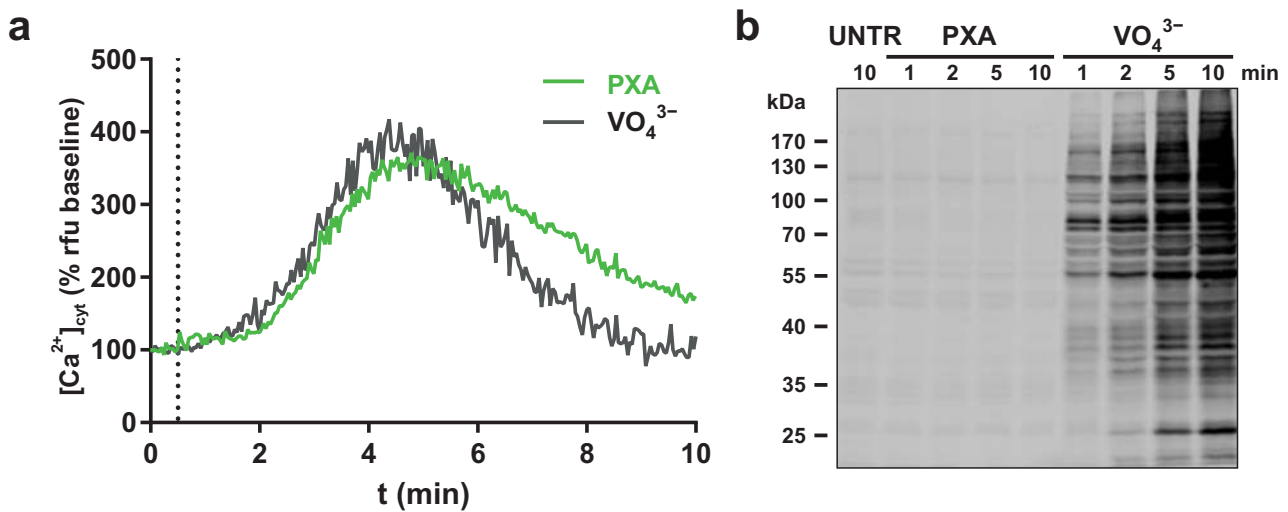 a
500
400
300
200
100
0
[Ca²⁺]cyt (% rfu baseline)
PXA
VO₄³⁻
0 2 4 6 8 10
t (min)
b
UNTR PXA VO₄³⁻
10 1 2 5 10 1 2 5 10 min
kDa
170
130
100
70
55
40
35
25